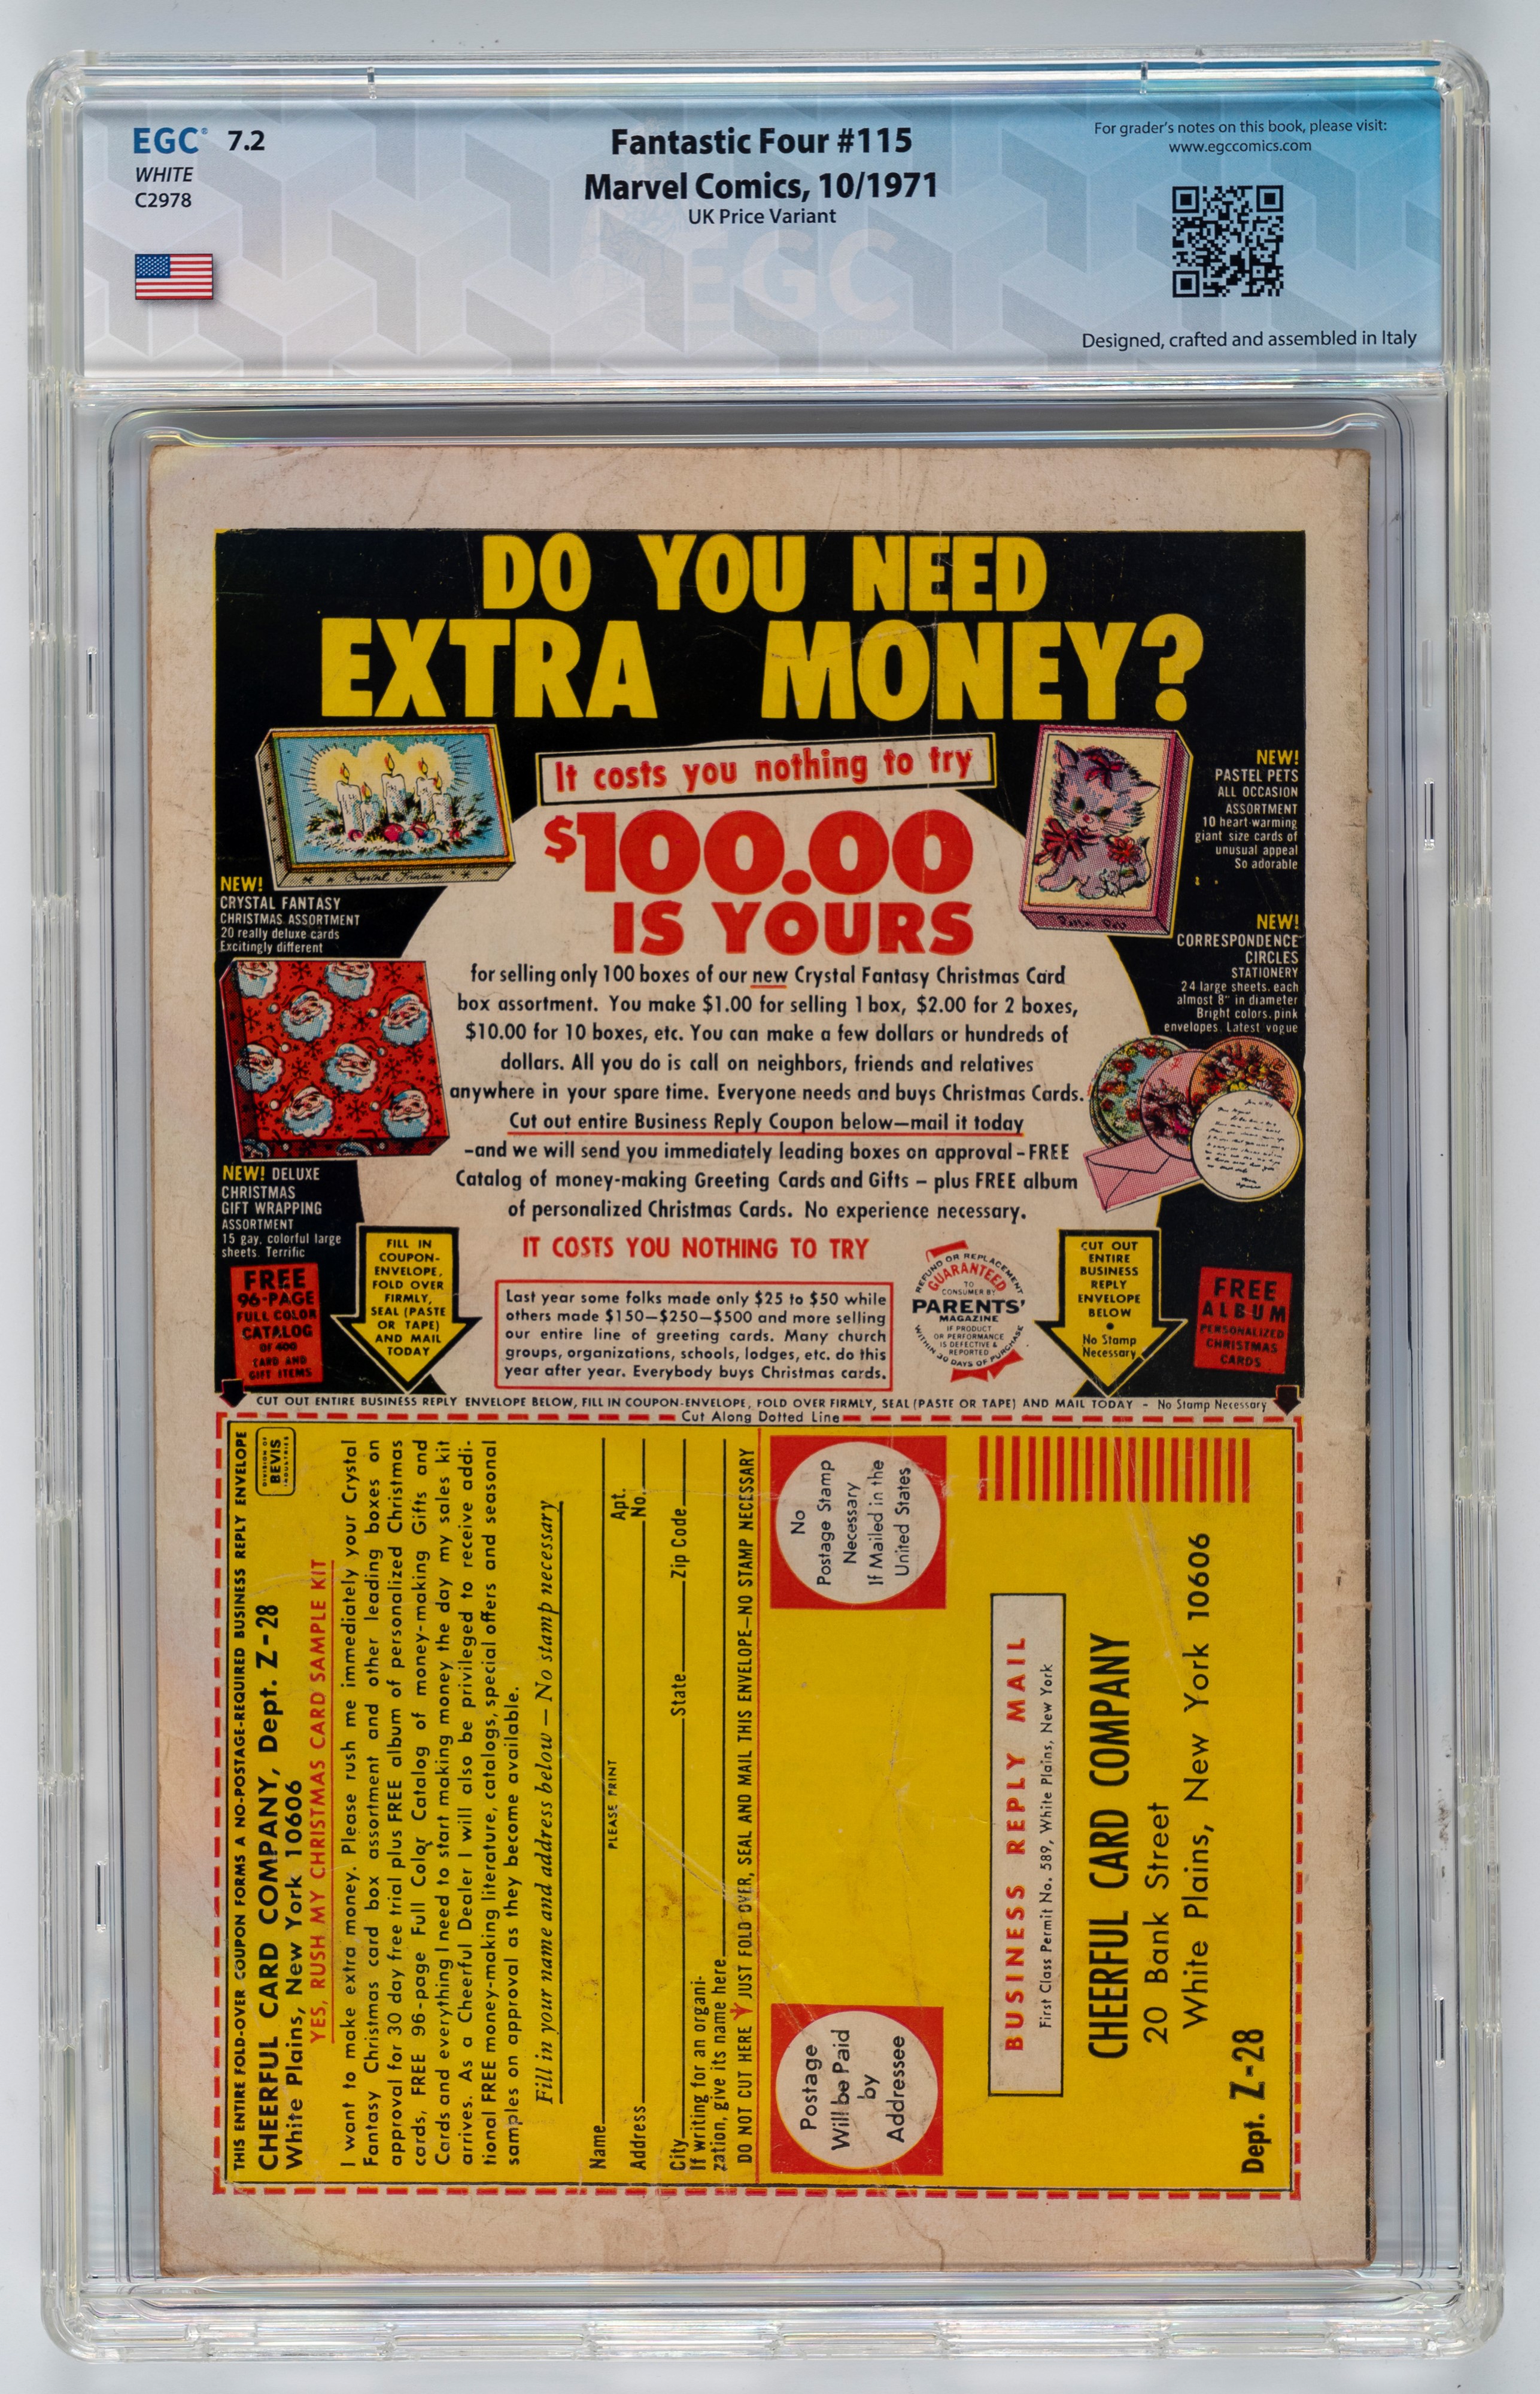 EGC® 7.2
WHITE
C2978
Fantastic Four #115
Marvel Comics, 10/1971
UK Price Variant
EGC
For grader's notes on this book, please visit:
www.egccomics.com
Designed, crafted and assembled in Italy
DO YOU NEED
EXTRA MONEY?
It costs you nothing to try
$100.00
IS YOURS
for selling only 100 boxes of our new Crystal Fantasy Christmas Card
box assortment. You make $1.00 for selling 1 box, $2.00 for 2 boxes,
$10.00 for 10 boxes, etc. You can make a few dollars or hundreds of
dollars. All you do is call on neighbors, friends and relatives
anywhere in your spare time. Everyone needs and buys Christmas Cards.
Cut out entire Business Reply Coupon below—mail it today
-and we will send you immediately leading boxes on approval - FREE
Catalog of money-making Greeting Cards and Gifts - plus FREE album
of personalized Christmas Cards. No experience necessary.
IT COSTS YOU NOTHING TO TRY
Crystal Fantasy
NEW!
CRYSTAL FANTASY
CHRISTMAS ASSORTMENT
20 really deluxe cards
Excitingly different
NEW! DELUXE
CHRISTMAS
GIFT WRAPPING
ASSORTMENT
15 gay, colorful large
sheets. Terrific
NEW!
PASTEL PETS
ALL OCCASION
ASSORTMENT
10 heart-warming
giant size cards of
unusual appeal
So adorable
NEW!
CORRESPONDENCE
CIRCLES
STATIONERY
24 large sheets, each
almost 8" in diameter
Bright colors, pink
envelopes. Latest vogue
FREE
96-PAGE
FULL COLOR
CATALOG
OF 400
CARD AND
GIFT ITEMS
FILL IN
COUPON-
ENVELOPE,
FOLD OVER
FIRMLY,
SEAL (PASTE
OR TAPE)
AND MAIL
TODAY
Last year some folks made only $25 to $50 while
others made $150—$250—$500 and more selling
our entire line of greeting cards. Many church
groups, organizations, schools, lodges, etc. do this
year after year. Everybody buys Christmas cards.
REFUND OR REPLACEMENT
GUARANTEED
TO
CONSUMER BY
PARENTS'
MAGAZINE
IF PRODUCT
OR PERFORMANCE
IS DEFECTIVE &
REPORTED
WITHIN 30 DAYS OF PURCHASE
CUT OUT
ENTIRE
BUSINESS
REPLY
ENVELOPE
BELOW
•
No Stamp
Necessary
FREE
ALBUM
PERSONALIZED
CHRISTMAS
CARDS
CUT OUT ENTIRE BUSINESS REPLY ENVELOPE BELOW, FILL IN COUPON-ENVELOPE, FOLD OVER FIRMLY, SEAL (PASTE OR TAPE) AND MAIL TODAY - No Stamp Necessary
Cut Along Dotted Line
THIS ENTIRE FOLD-OVER COUPON FORMS A NO-POSTAGE-REQUIRED BUSINESS REPLY ENVELOPE
CHEERFUL CARD COMPANY, Dept. Z-28
White Plains, New York 10606
DIVISION OF
BEVIS
INDUSTRIES
YES, RUSH MY CHRISTMAS CARD SAMPLE KIT
I want to make extra money. Please rush me immediately your Crystal
Fantasy Christmas card box assortment and other leading boxes on
approval for 30 day free trial plus FREE album of personalized Christmas
cards, FREE 96-page Full Color Catalog of money-making Gifts and
Cards and everything I need to start making money the day my sales kit
arrives. As a Cheerful Dealer I will also be privileged to receive addi-
tional FREE money-making literature, catalogs, special offers and seasonal
samples on approval as they become available.
Fill in your name and address below — No stamp necessary
Name
PLEASE PRINT
Address Apt. No.
City State Zip Code
If writing for an organi-
zation, give its name here
DO NOT CUT HERE JUST FOLD OVER, SEAL AND MAIL THIS ENVELOPE—NO STAMP NECESSARY
No
Postage Stamp
Necessary
If Mailed in the
United States
Postage
Will be Paid
by
Addressee
BUSINESS REPLY MAIL
First Class Permit No. 589, White Plains, New York
CHEERFUL CARD COMPANY
20 Bank Street
White Plains, New York 10606
Dept. Z-28